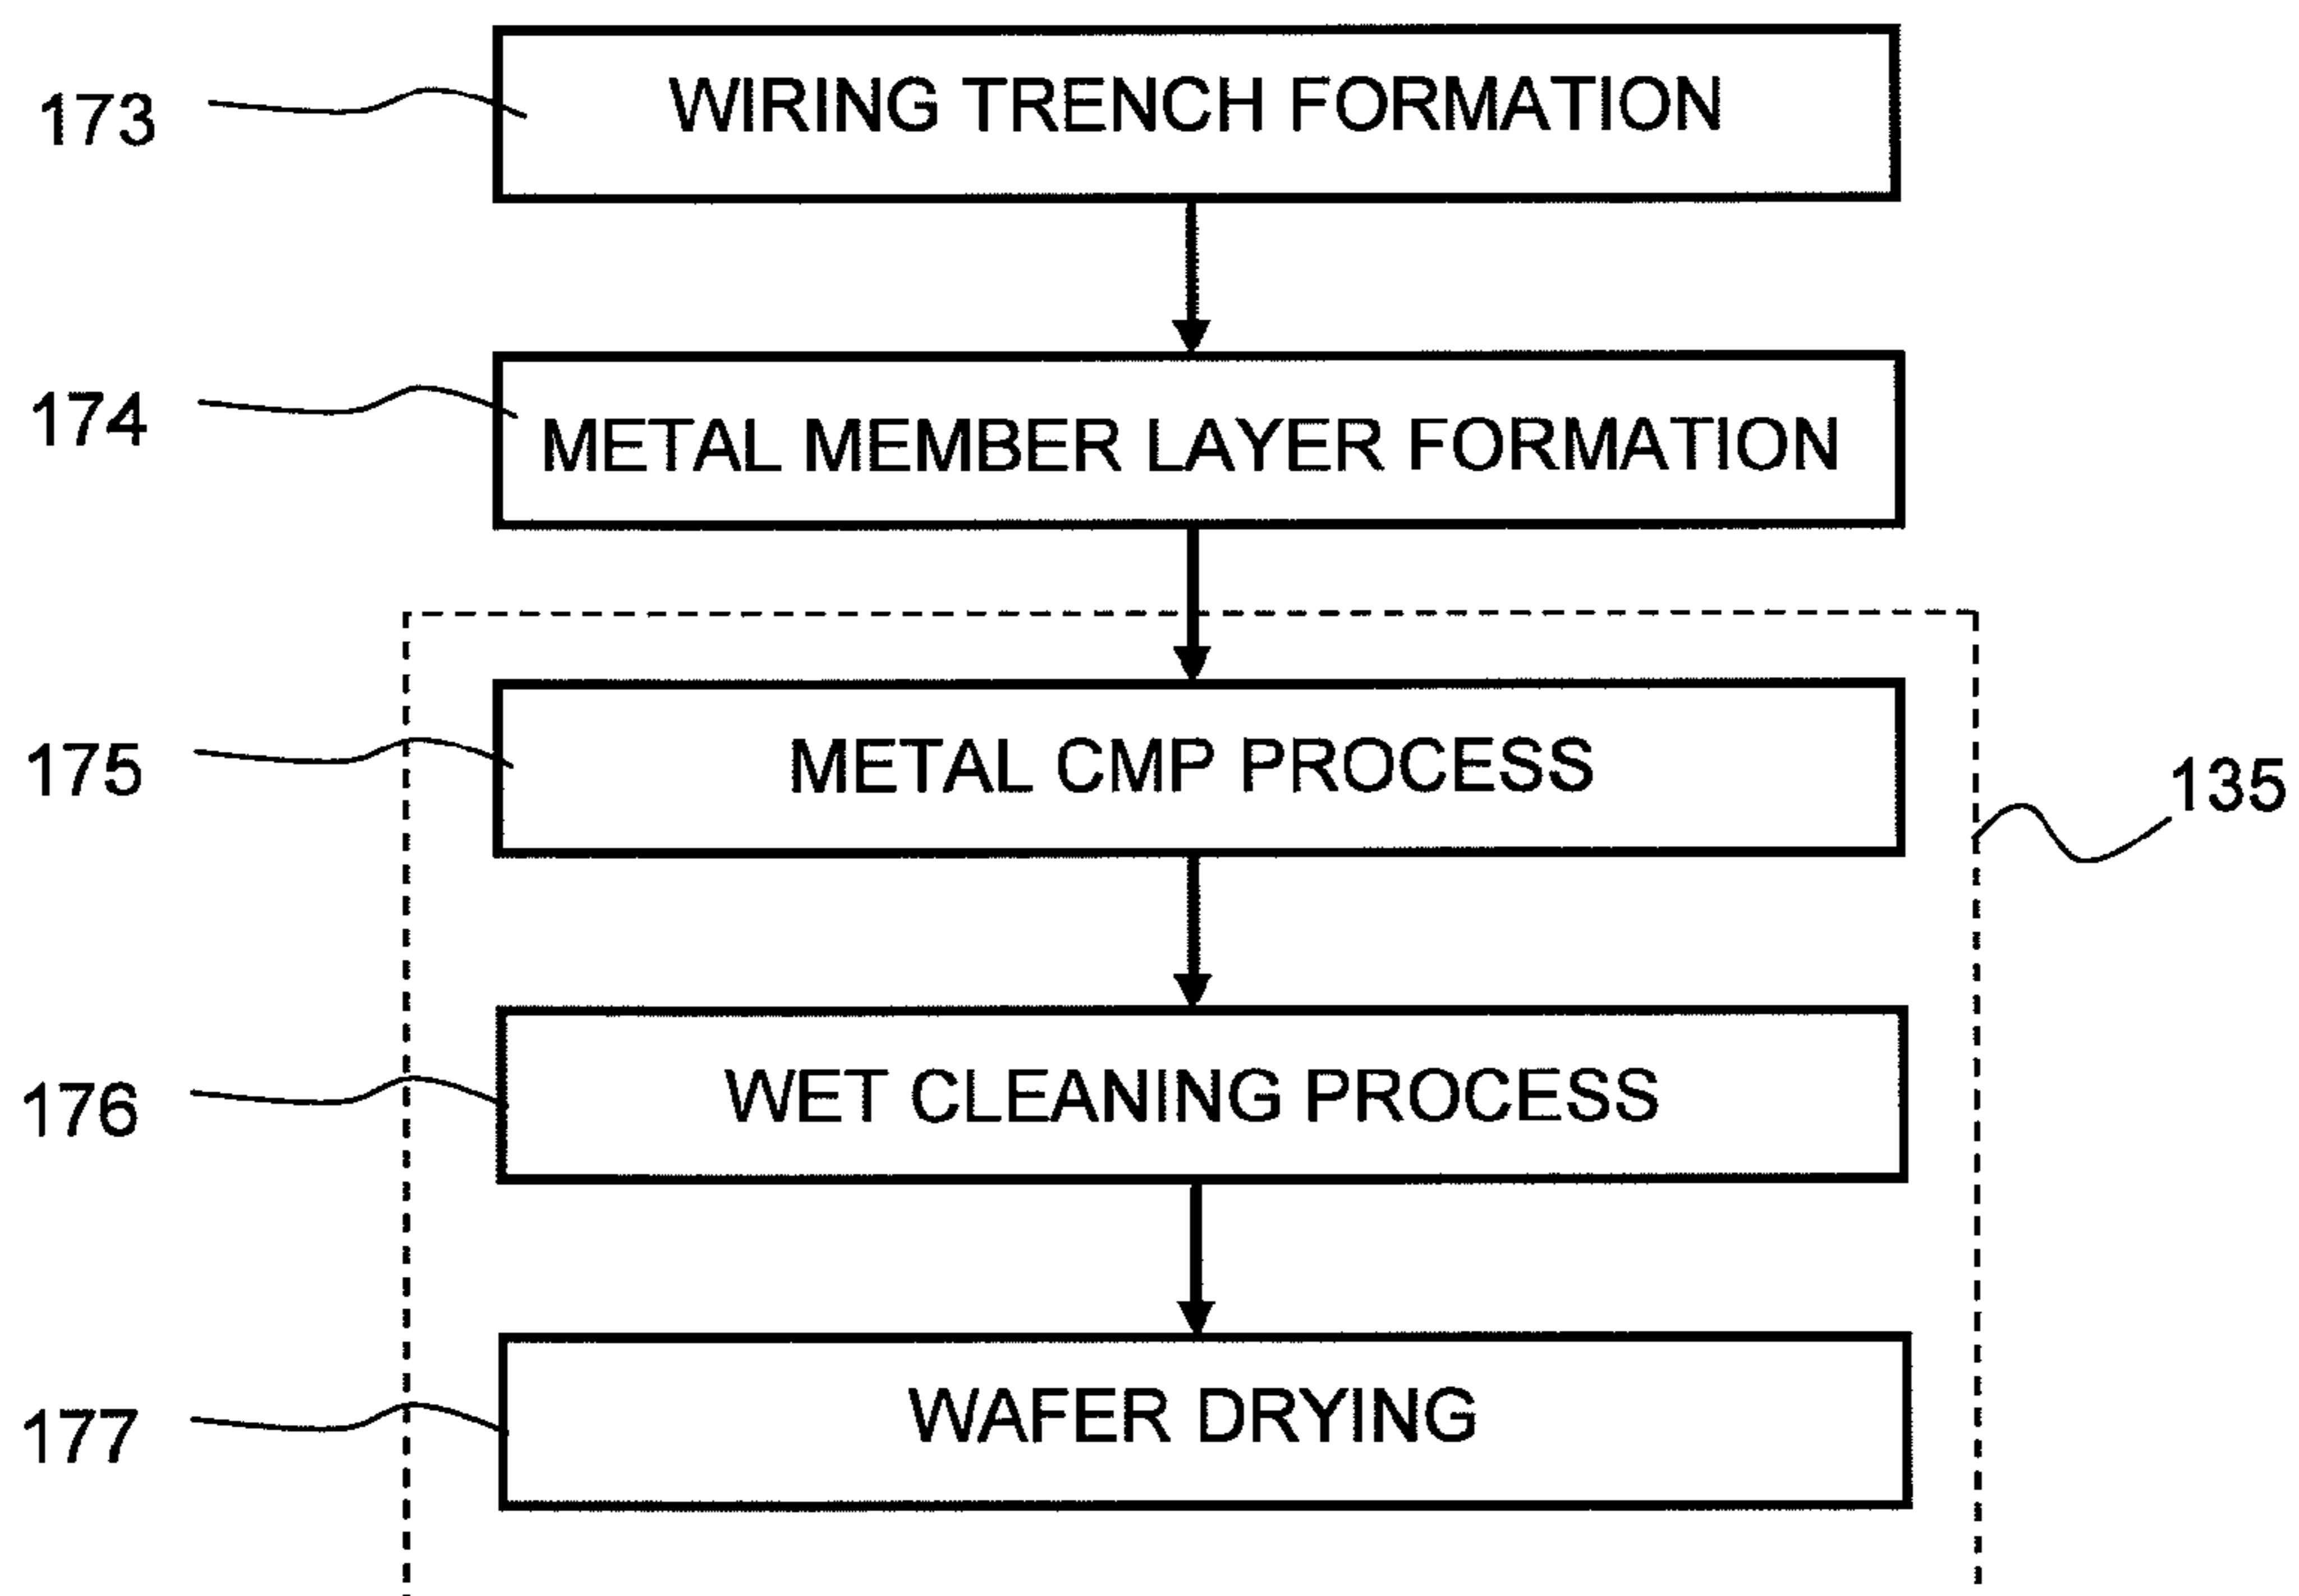 173 WIRING TRENCH FORMATION
174 METAL MEMBER LAYER FORMATION
175 METAL CMP PROCESS
135
176 WET CLEANING PROCESS
177 WAFER DRYING